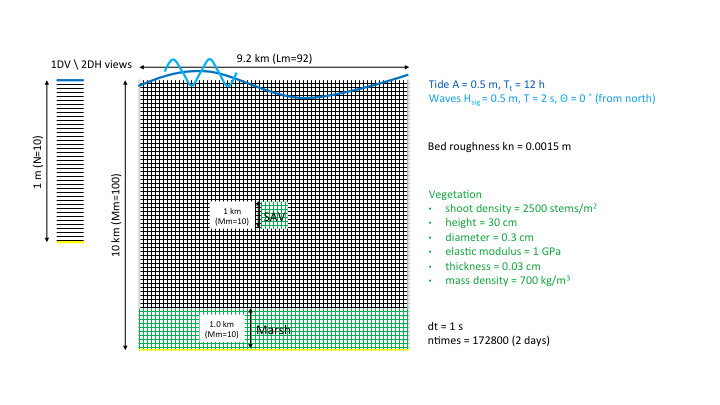 1DV \ 2DH views
9.2 km (Lm=92)
1 m (N=10)
10 km (Mm=100)
1 km
(Mm=10)
SAV
1.0 km
(Mm=10)
Marsh
Tide A = 0.5 m, Tt = 12 h
Waves Hsig = 0.5 m, T = 2 s, Θ = 0 ° (from north)
Bed roughness kn = 0.0015 m
Vegetation
• shoot density = 2500 stems/m²
• height = 30 cm
• diameter = 0.3 cm
• elastic modulus = 1 GPa
• thickness = 0.03 cm
• mass density = 700 kg/m³
dt = 1 s
ntimes = 172800 (2 days)